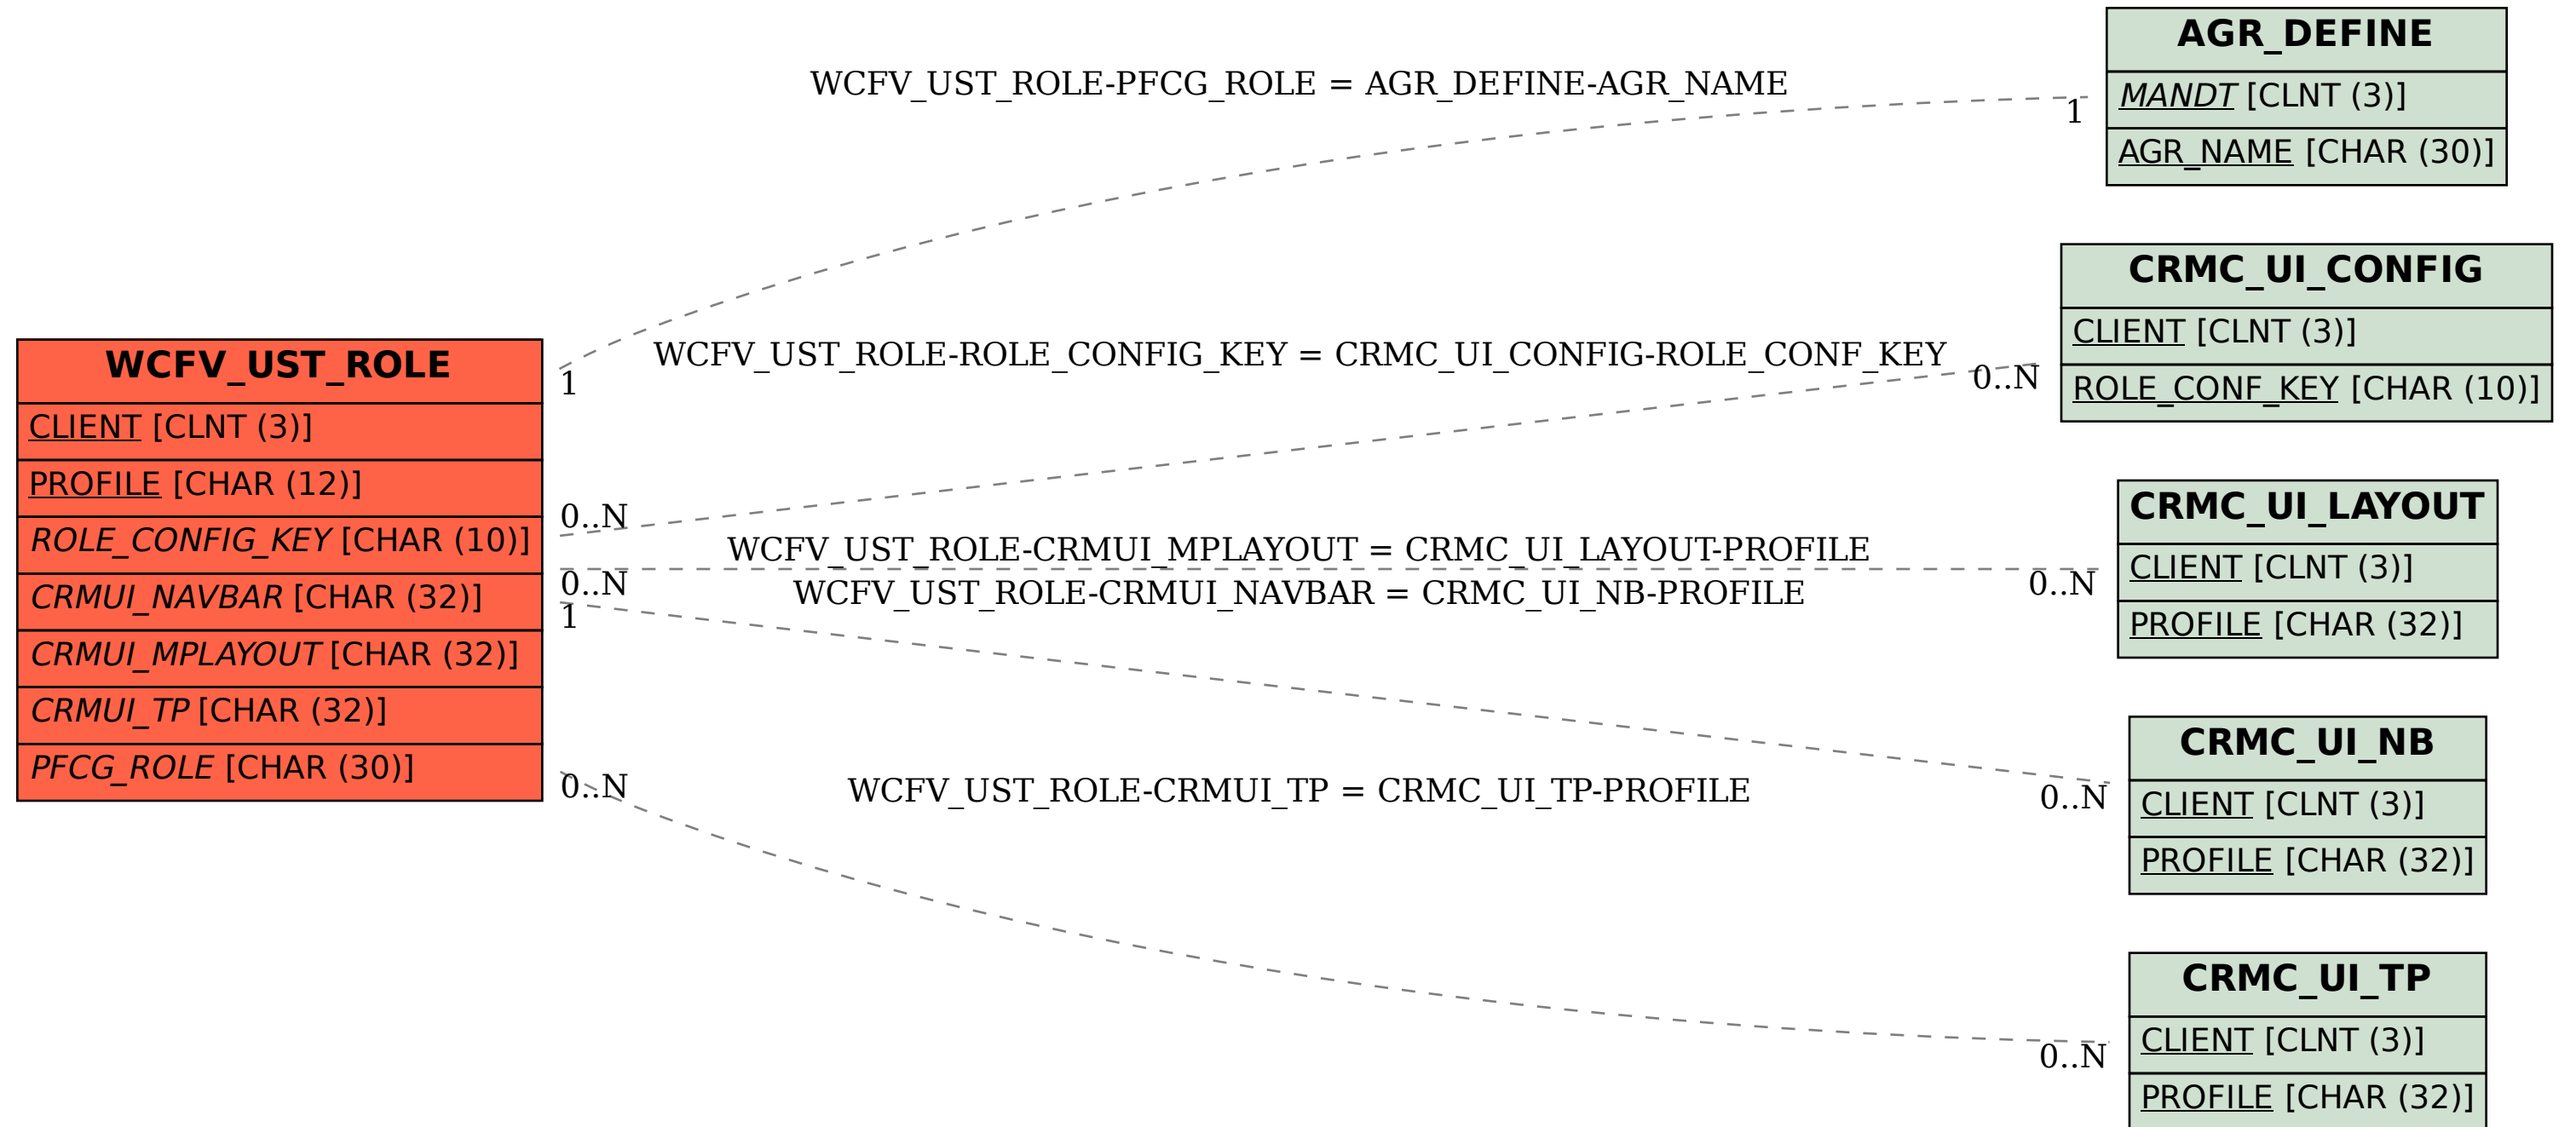 WCFV_UST_ROLE
CLIENT [CLNT (3)]
PROFILE [CHAR (12)]
ROLE_CONFIG_KEY [CHAR (10)]
CRMUI_NAVBAR [CHAR (32)]
CRMUI_MPLAYOUT [CHAR (32)]
CRMUI_TP [CHAR (32)]
PFCG_ROLE [CHAR (30)]
WCFV_UST_ROLE-PFCG_ROLE = AGR_DEFINE-AGR_NAME
1
1
WCFV_UST_ROLE-ROLE_CONFIG_KEY = CRMC_UI_CONFIG-ROLE_CONF_KEY
0..N
0..N
WCFV_UST_ROLE-CRMUI_MPLAYOUT = CRMC_UI_LAYOUT-PROFILE
0..N
0..N
WCFV_UST_ROLE-CRMUI_NAVBAR = CRMC_UI_NB-PROFILE
1
0..N
WCFV_UST_ROLE-CRMUI_TP = CRMC_UI_TP-PROFILE
0..N
0..N
AGR_DEFINE
MANDT [CLNT (3)]
AGR_NAME [CHAR (30)]
CRMC_UI_CONFIG
CLIENT [CLNT (3)]
ROLE_CONF_KEY [CHAR (10)]
CRMC_UI_LAYOUT
CLIENT [CLNT (3)]
PROFILE [CHAR (32)]
CRMC_UI_NB
CLIENT [CLNT (3)]
PROFILE [CHAR (32)]
CRMC_UI_TP
CLIENT [CLNT (3)]
PROFILE [CHAR (32)]